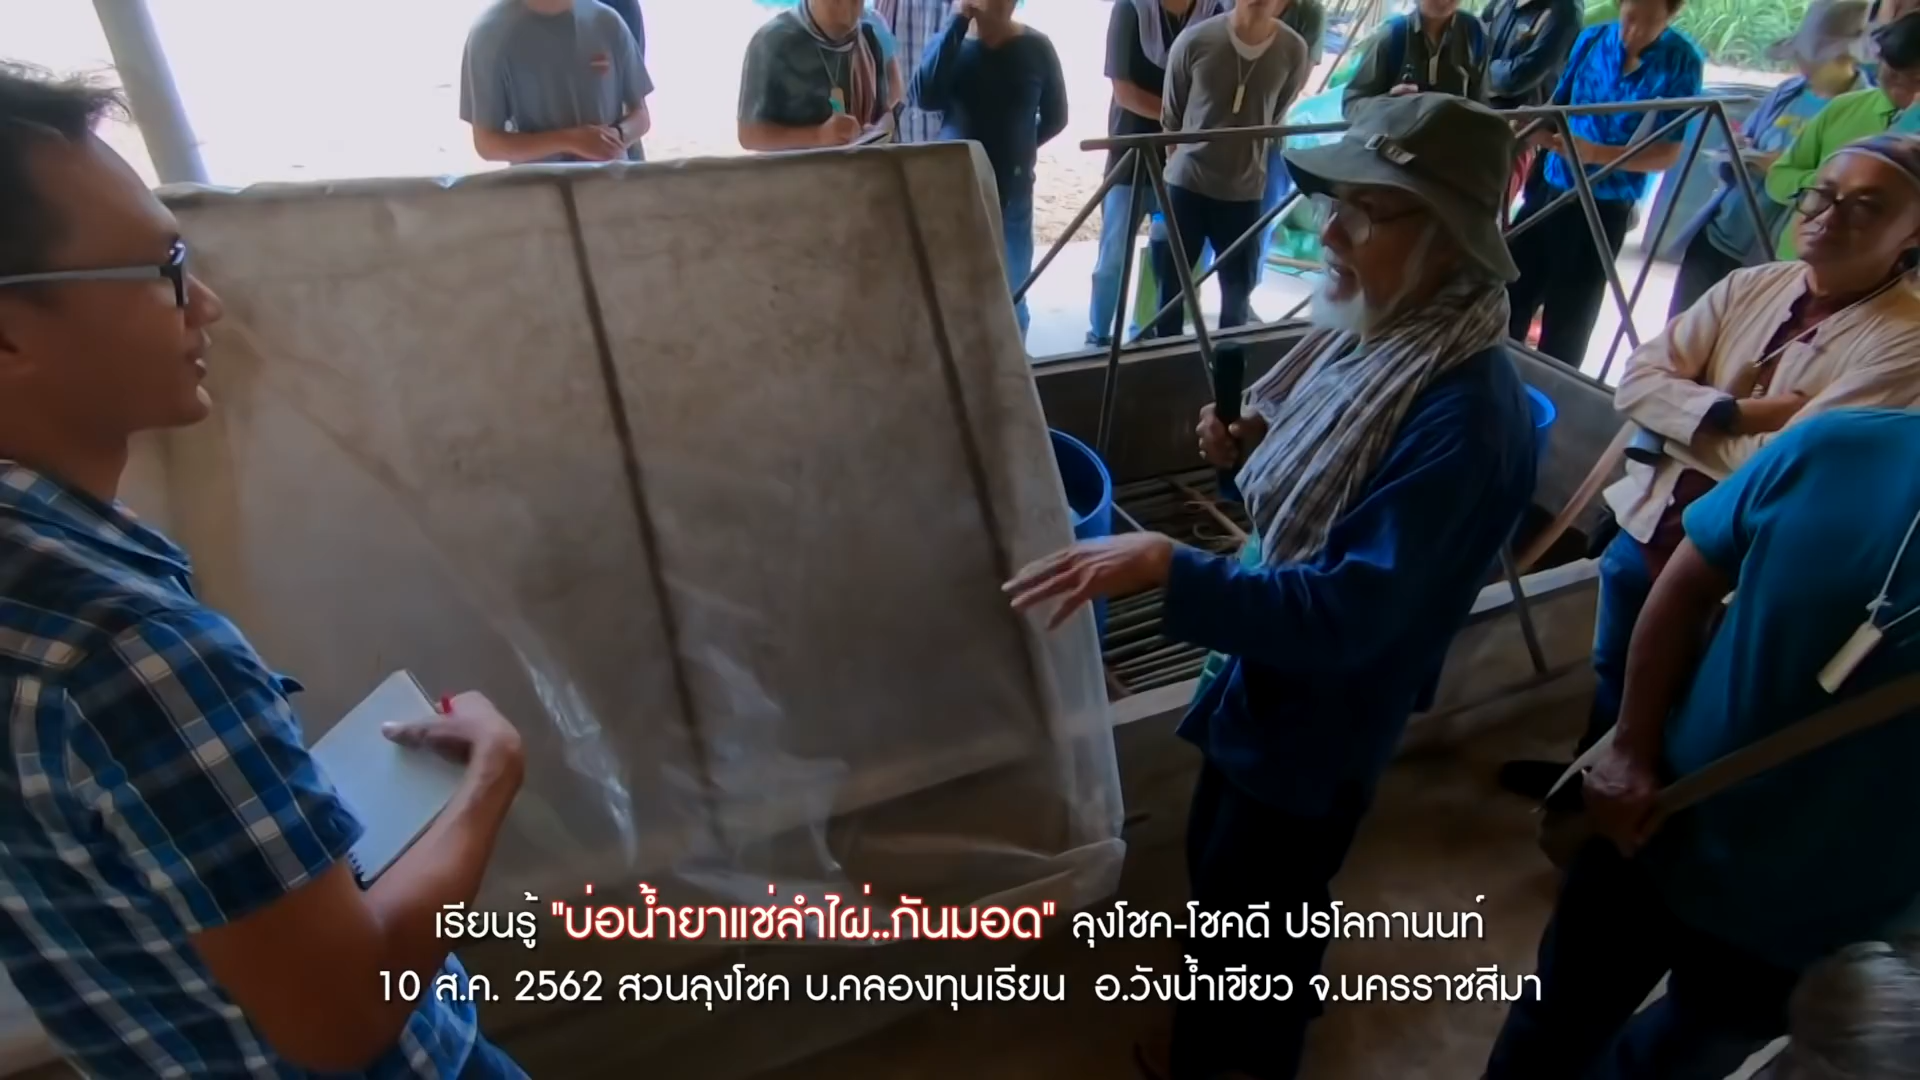 เรียนรู้ "บ่อน้ำยาแช่ลำไผ่..กันมอด" ลุงโชค-โชคดี ปรโลกานนท์
10 ส.ค. 2562 สวนลุงโชค บ.คลองทุนเรียน อ.วังน้ำเขียว จ.นครราชสีมา